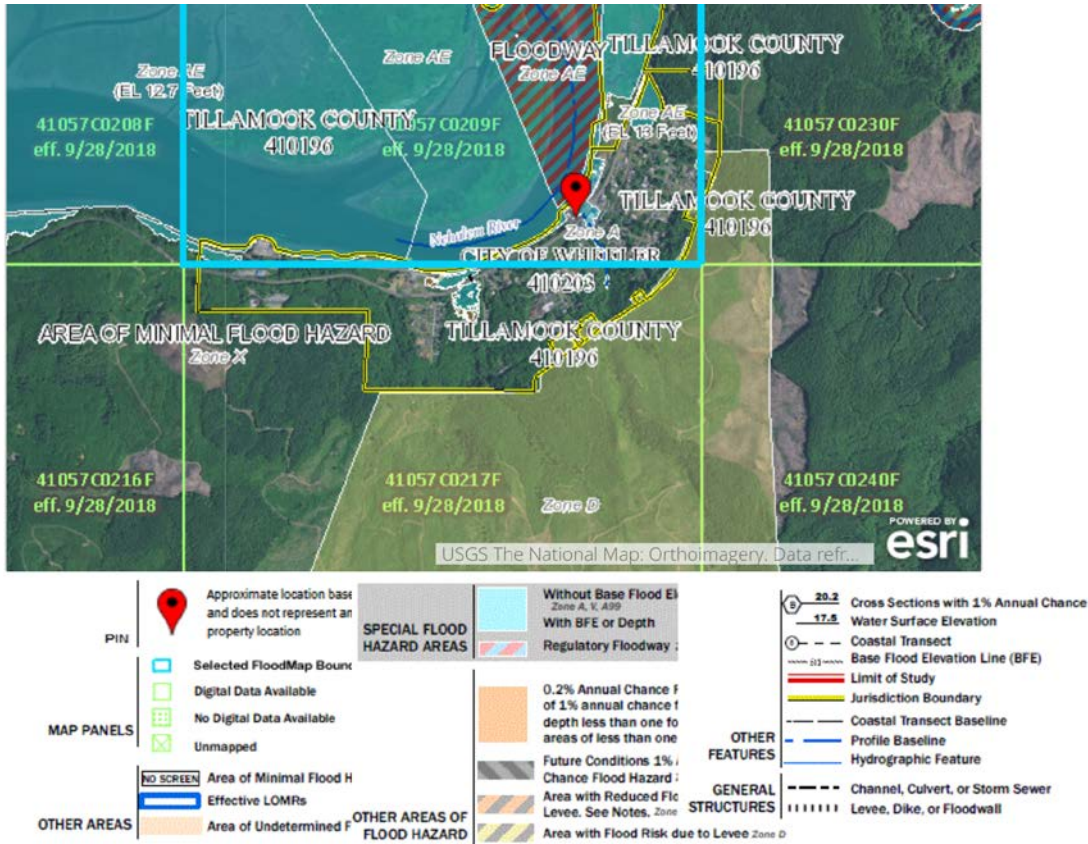 Zone AE
FLOODWAY
Zone AE
TILLAMOOK COUNTY
410196
Zone AE
(EL 12.7 Feet)
Zone AE
(EL 13 Feet)
41057C0208F
eff. 9/28/2018
TILLAMOOK COUNTY
410196
eff. 9/28/2018
41057C0230F
eff. 9/28/2018
TILLAMOOK COUNTY
410196
Nehalem River
Zone A
CITY OF WHEELER
410203
AREA OF MINIMAL FLOOD HAZARD
Zone X
TILLAMOOK COUNTY
410196
41057C0216F
eff. 9/28/2018
41057C0217F
eff. 9/28/2018
Zone D
41057C0240F
eff. 9/28/2018
POWERED BY
esri
USGS The National Map: Orthoimagery. Data refr...
PIN
Approximate location base
and does not represent an
property location
MAP PANELS
Selected FloodMap Bounc
Digital Data Available
No Digital Data Available
Unmapped
OTHER AREAS
NO SCREEN Area of Minimal Flood H
Effective LOMRs
Area of Undetermined F
SPECIAL FLOOD
HAZARD AREAS
Without Base Flood El
Zone A, V, A99
With BFE or Depth
Regulatory Floodway
OTHER AREAS OF
FLOOD HAZARD
0.2% Annual Chance F
of 1% annual chance f
depth less than one fo
areas of less than one
Future Conditions 1%
Chance Flood Hazard
Area with Reduced Flo
Levee. See Notes. Zone
Area with Flood Risk due to Levee Zone D
OTHER
FEATURES
B 20.2 Cross Sections with 1% Annual Chance
17.5 Water Surface Elevation
Coastal Transect
Base Flood Elevation Line (BFE)
Limit of Study
Jurisdiction Boundary
Coastal Transect Baseline
Profile Baseline
Hydrographic Feature
GENERAL
STRUCTURES
Channel, Culvert, or Storm Sewer
Levee, Dike, or Floodwall